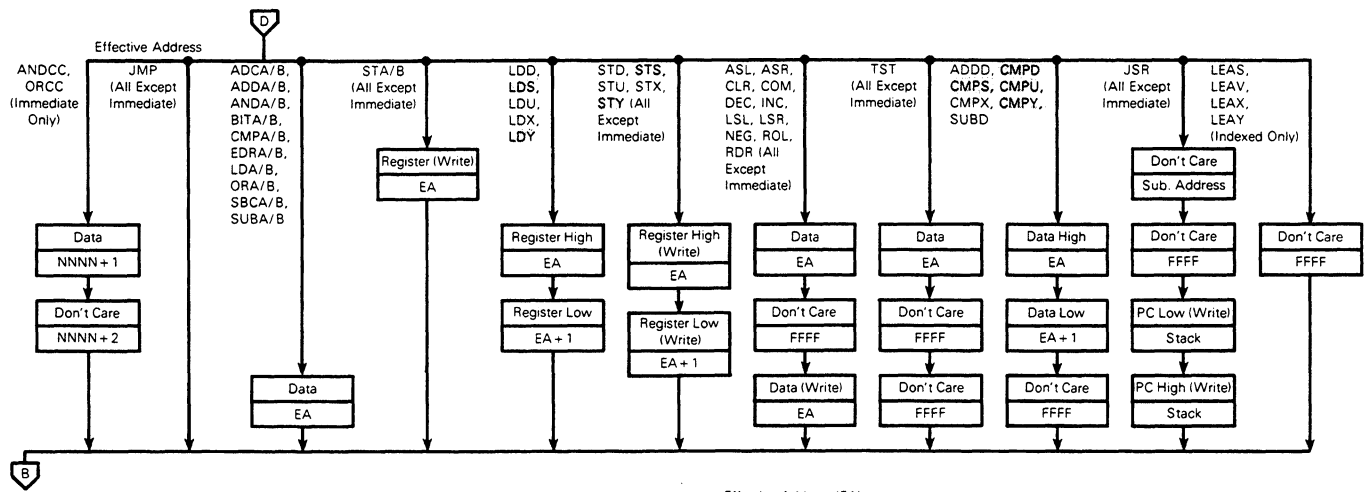 D
Effective Address
ANDCC,
ORCC
(Immediate
Only)
Data
NNNN + 1
Don't Care
NNNN + 2
JMP
(All Except
Immediate)
ADCA/B,
ADDA/B,
ANDA/B,
BITA/B,
CMPA/B,
EDRA/B,
LDA/B,
ORA/B,
SBCA/B,
SUBA/B
Data
EA
STA/B
(All Except
Immediate)
Register (Write)
EA
LDD,
LDS,
LDU,
LDX,
LDY
Register High
EA
Register Low
EA + 1
STD, STS,
STU, STX,
STY (All
Except
Immediate)
Register High
(Write)
EA
Register Low
(Write)
EA + 1
ASL, ASR,
CLR, COM,
DEC, INC,
LSL, LSR,
NEG, ROL,
RDR (All
Except
Immediate)
Data
EA
Don't Care
FFFF
Data (Write)
EA
TST
(All Except
Immediate)
Data
EA
Don't Care
FFFF
Don't Care
FFFF
ADDD, CMPD
CMPS, CMPU,
CMPX, CMPY,
SUBD
Data High
EA
Data Low
EA + 1
Don't Care
FFFF
JSR
(All Except
Immediate)
Don't Care
Sub. Address
Don't Care
FFFF
PC Low (Write)
Stack
PC High (Write)
Stack
LEAS,
LEAV,
LEAX,
LEAY
(Indexed Only)
Don't Care
FFFF
B